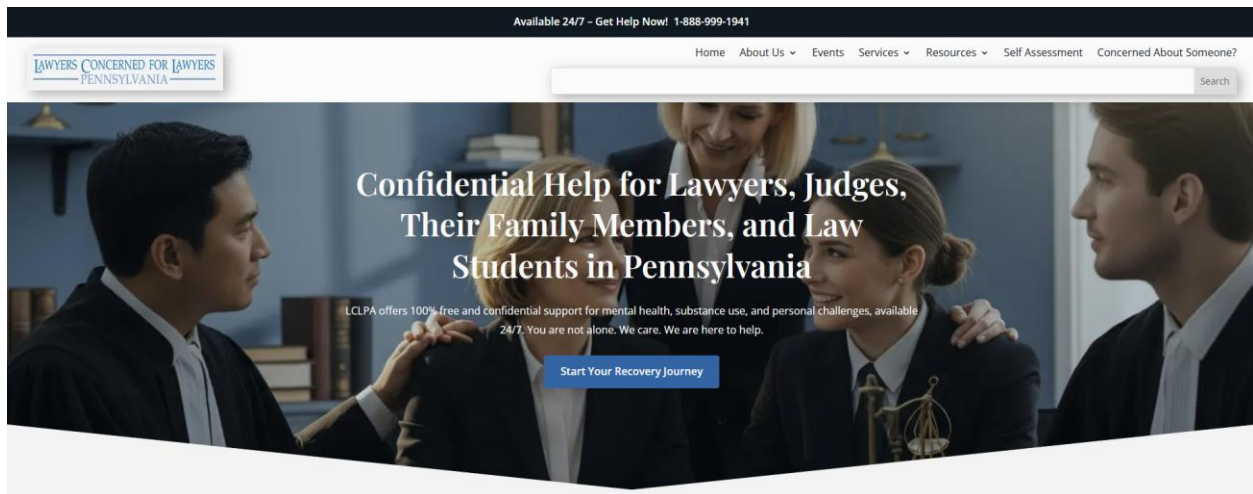 Available 24/7 – Get Help Now! 1-888-999-1941
LAWYERS CONCERNED FOR LAWYERS
PENNSYLVANIA
Home About Us Events Services Resources Self Assessment Concerned About Someone?
Search
Confidential Help for Lawyers, Judges,
Their Family Members, and Law
Students in Pennsylvania
LCLPA offers 100% free and confidential support for mental health, substance use, and personal challenges, available
24/7. You are not alone. We care. We are here to help.
Start Your Recovery Journey